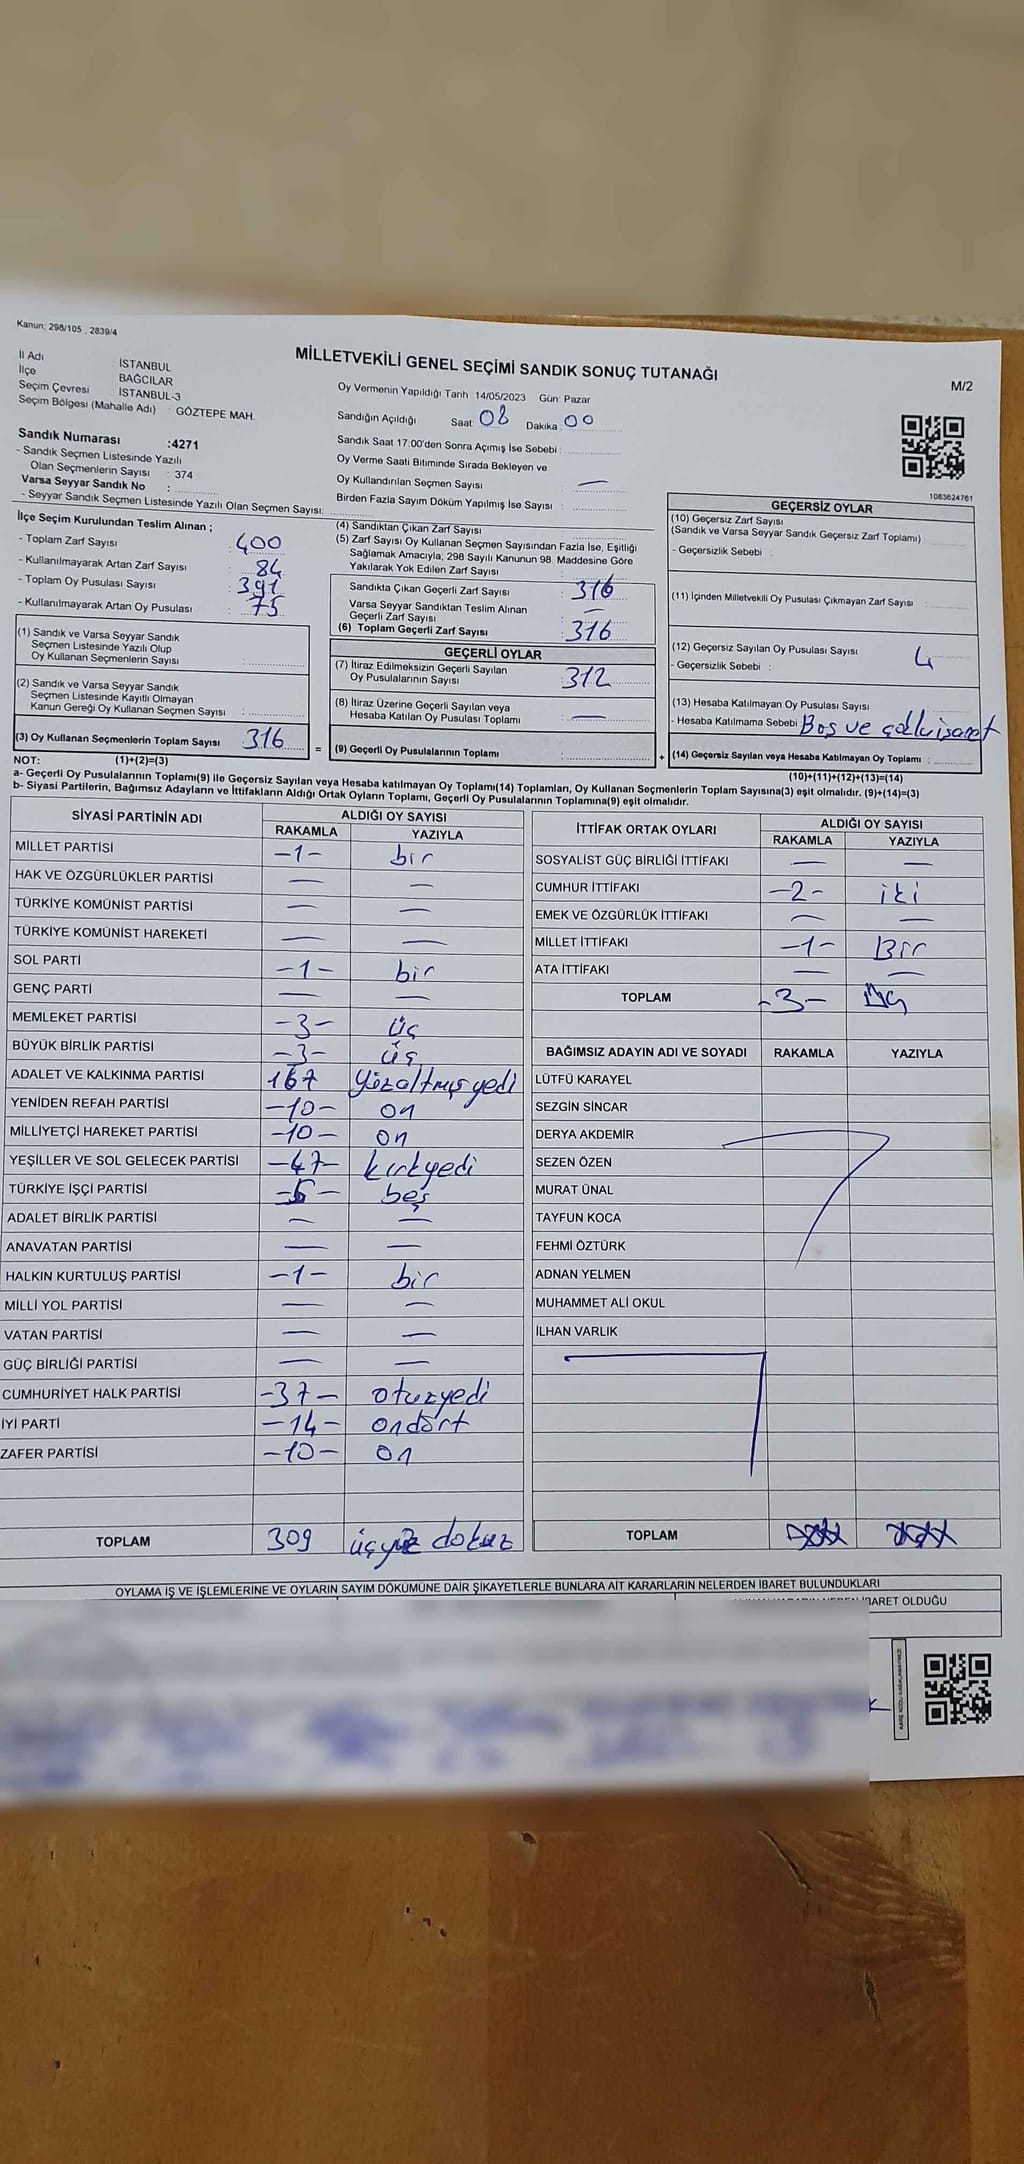 Kanun; 298/105 , 2839/4
MİLLETVEKİLİ GENEL SEÇİMİ SANDIK SONUÇ TUTANAĞI
M/2
İl Adı İSTANBUL
İlçe BAĞCILAR
Seçim Çevresi İSTANBUL-3
Seçim Bölgesi (Mahalle Adı) : GÖZTEPE MAH.
Sandık Numarası :4271
- Sandık Seçmen Listesinde Yazılı
Olan Seçmenlerin Sayısı : 374
Varsa Seyyar Sandık No :
- Seyyar Sandık Seçmen Listesinde Yazılı Olan Seçmen Sayısı:
Oy Vermenin Yapıldığı Tarih 14/05/2023 Gün: Pazar
Sandığın Açıldığı Saat 08 Dakika 00
Sandık Saat 17:00'den Sonra Açımış İse Sebebi :
Oy Verme Saati Bitiminde Sırada Bekleyen ve
Oy Kullandırılan Seçmen Sayısı : —
Birden Fazla Sayım Döküm Yapılmış İse Sayısı :
1083624761
İlçe Seçim Kurulundan Teslim Alınan ;
- Toplam Zarf Sayısı : 400
- Kullanılmayarak Artan Zarf Sayısı : 84
- Toplam Oy Pusulası Sayısı : 391
- Kullanılmayarak Artan Oy Pusulası : 75
(1) Sandık ve Varsa Seyyar Sandık
Seçmen Listesinde Yazılı Olup
Oy Kullanan Seçmenlerin Sayısı :
(2) Sandık ve Varsa Seyyar Sandık
Seçmen Listesinde Kayıtlı Olmayan
Kanun Gereği Oy Kullanan Seçmen Sayısı :
(3) Oy Kullanan Seçmenlerin Toplam Sayısı 316
(4) Sandıktan Çıkan Zarf Sayısı
(5) Zarf Sayısı Oy Kullanan Seçmen Sayısından Fazla İse, Eşitliği
Sağlamak Amacıyla; 298 Sayılı Kanunun 98. Maddesine Göre
Yakılarak Yok Edilen Zarf Sayısı :
Sandıkta Çıkan Geçerli Zarf Sayısı : 316
Varsa Seyyar Sandıktan Teslim Alınan
Geçerli Zarf Sayısı : —
(6) Toplam Geçerli Zarf Sayısı : 316
GEÇERLİ OYLAR
(7) İtiraz Edilmeksizin Geçerli Sayılan
Oy Pusulalarının Sayısı : 312
(8) İtiraz Üzerine Geçerli Sayılan veya
Hesaba Katılan Oy Pusulası Toplamı : —
= (9) Geçerli Oy Pusulalarının Toplamı :
GEÇERSİZ OYLAR
(10) Geçersiz Zarf Sayısı
(Sandık ve Varsa Seyyar Sandık Geçersiz Zarf Toplamı)
- Geçersizlik Sebebi :
(11) İçinden Milletvekili Oy Pusulası Çıkmayan Zarf Sayısı :
(12) Geçersiz Sayılan Oy Pusulası Sayısı 4
- Geçersizlik Sebebi :
(13) Hesaba Katılmayan Oy Pusulası Sayısı
- Hesaba Katılmama Sebebi Boş ve
+ (14) Geçersiz Sayılan veya Hesaba Katılmayan Oy Toplamı :
NOT: (1)+(2)=(3)
(10)+(11)+(12)+(13)=(14)
a- Geçerli Oy Pusulalarının Toplamı(9) ile Geçersiz Sayılan veya Hesaba katılmayan Oy Toplamı(14) Toplamları, Oy Kullanan Seçmenlerin Toplam Sayısına(3) eşit olmalıdır. (9)+(14)=(3)
b- Siyasi Partilerin, Bağımsız Adayların ve İttifakların Aldığı Ortak Oyların Toplamı, Geçerli Oy Pusulalarının Toplamına(9) eşit olmalıdır.
SİYASİ PARTİNİN ADI ALDIĞI OY SAYISI
RAKAMLA YAZIYLA
MİLLET PARTİSİ -1- bir
HAK VE ÖZGÜRLÜKLER PARTİSİ — —
TÜRKİYE KOMÜNİST PARTİSİ — —
TÜRKİYE KOMÜNİST HAREKETİ — —
SOL PARTİ -1- bir
GENÇ PARTİ — —
MEMLEKET PARTİSİ -3- üç
BÜYÜK BİRLİK PARTİSİ -3- üç
ADALET VE KALKINMA PARTİSİ 167 Yüzaltmışyedi
YENİDEN REFAH PARTİSİ -10- on
MİLLİYETÇİ HAREKET PARTİSİ -10- on
YEŞİLLER VE SOL GELECEK PARTİSİ -47- kırkyedi
TÜRKİYE İŞÇİ PARTİSİ -5- beş
ADALET BİRLİK PARTİSİ — —
ANAVATAN PARTİSİ — —
HALKIN KURTULUŞ PARTİSİ -1- bir
MİLLİ YOL PARTİSİ — —
VATAN PARTİSİ — —
GÜÇ BİRLİĞİ PARTİSİ — —
CUMHURİYET HALK PARTİSİ -37- otuzyedi
İYİ PARTİ -14- ondört
ZAFER PARTİSİ -10- on
TOPLAM 309 üçyüz dokuz
İTTİFAK ORTAK OYLARI ALDIĞI OY SAYISI
RAKAMLA YAZIYLA
SOSYALİST GÜÇ BİRLİĞİ İTTİFAKI — —
CUMHUR İTTİFAKI -2- iki
EMEK VE ÖZGÜRLÜK İTTİFAKI — —
MİLLET İTTİFAKI -1- Bir
ATA İTTİFAKI — —
TOPLAM -3- Üç
BAĞIMSIZ ADAYIN ADI VE SOYADI RAKAMLA YAZIYLA
LÜTFÜ KARAYEL
SEZGİN SİNCAR
DERYA AKDEMİR
SEZEN ÖZEN
MURAT ÜNAL
TAYFUN KOCA
FEHMİ ÖZTÜRK
ADNAN YELMEN
MUHAMMET ALİ OKUL
İLHAN VARLIK
TOPLAM
OYLAMA İŞ VE İŞLEMLERİNE VE OYLARIN SAYIM DÖKÜMÜNE DAİR ŞİKAYETLERLE BUNLARA AİT KARARLARIN NELERDEN İBARET BULUNDUKLARI
OLDUĞU